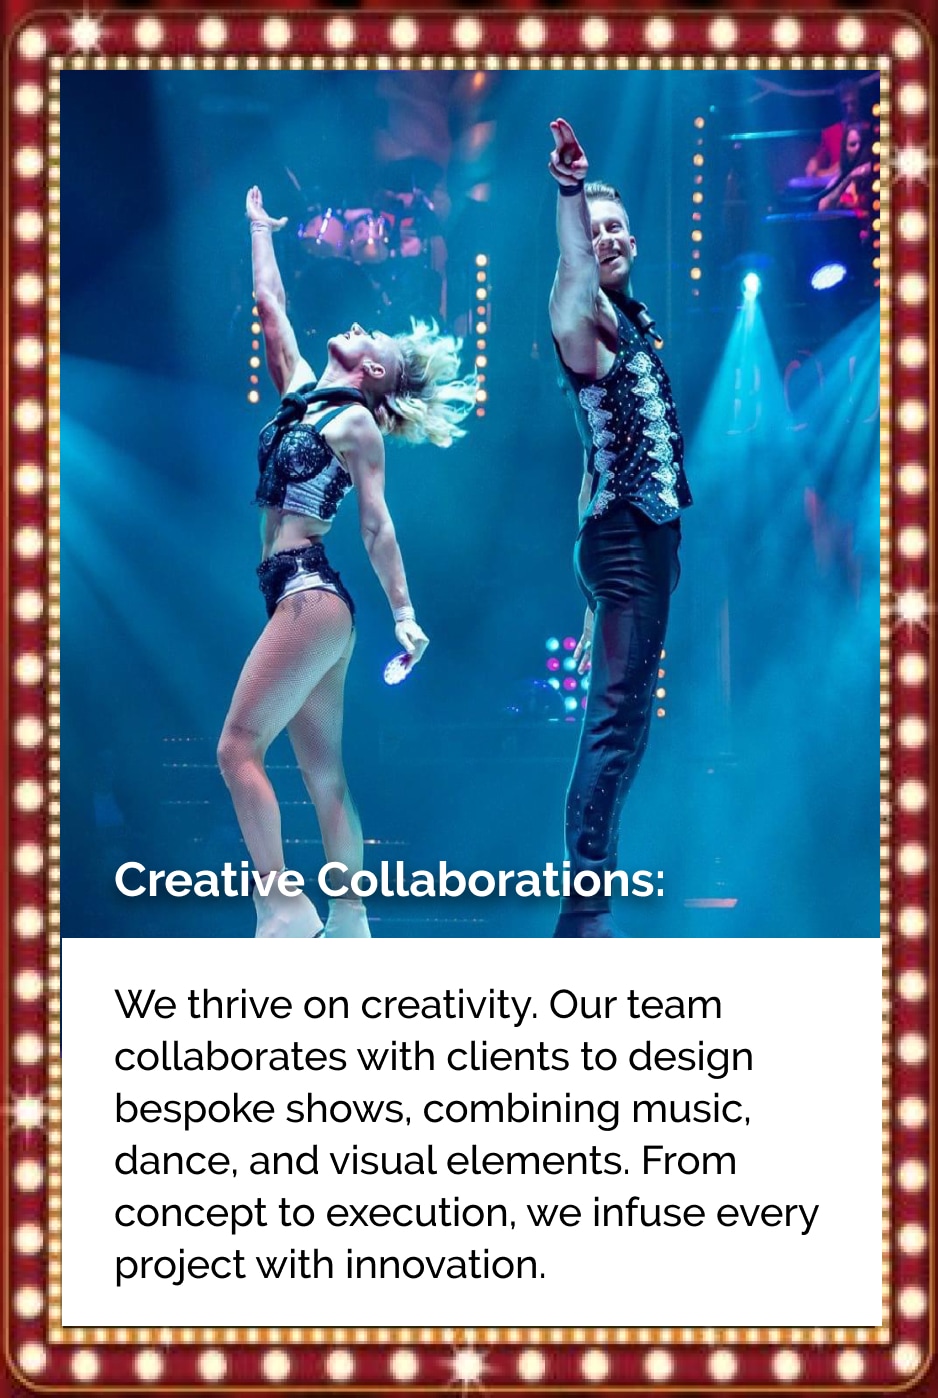 Creative Collaborations:
We thrive on creativity. Our team
collaborates with clients to design
bespoke shows, combining music,
dance, and visual elements. From
concept to execution, we infuse every
project with innovation.